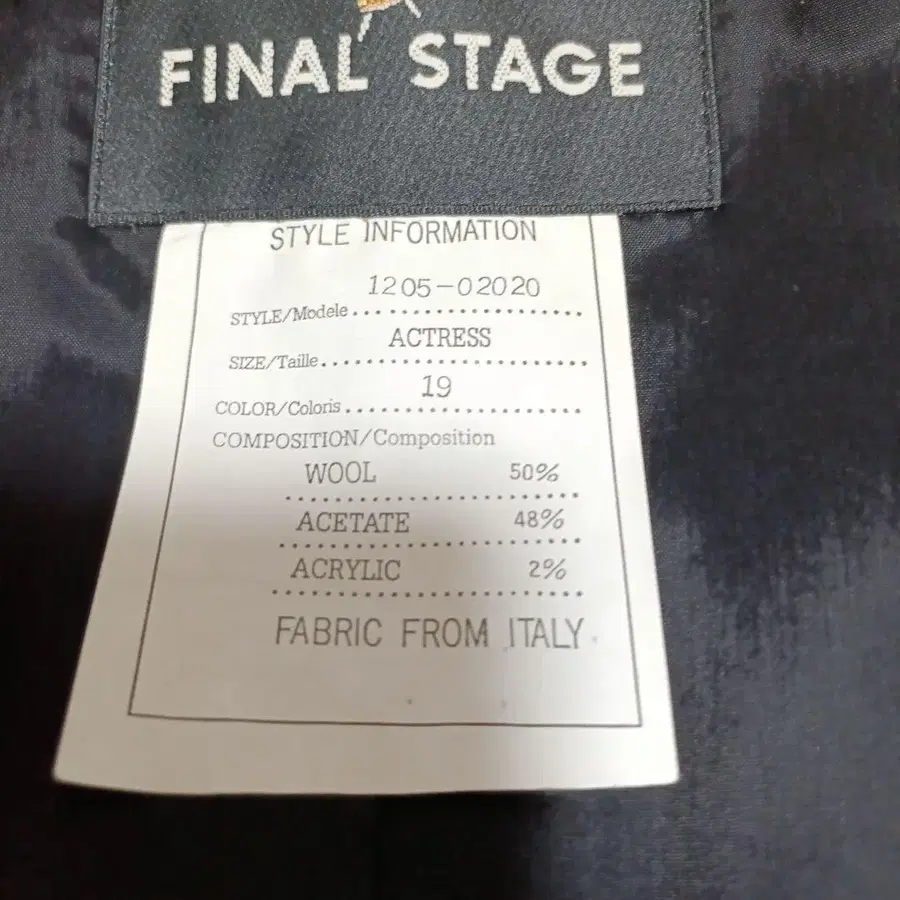 FINAL STAGE
STYLE INFORMATION
1205-02020
STYLE/Modele....................
ACTRESS
SIZE/Taille.......................
19
COLOR/Coloris....................
COMPOSITION/Composition
WOOL 50%
ACETATE 48%
ACRYLIC 2%
FABRIC FROM ITALY